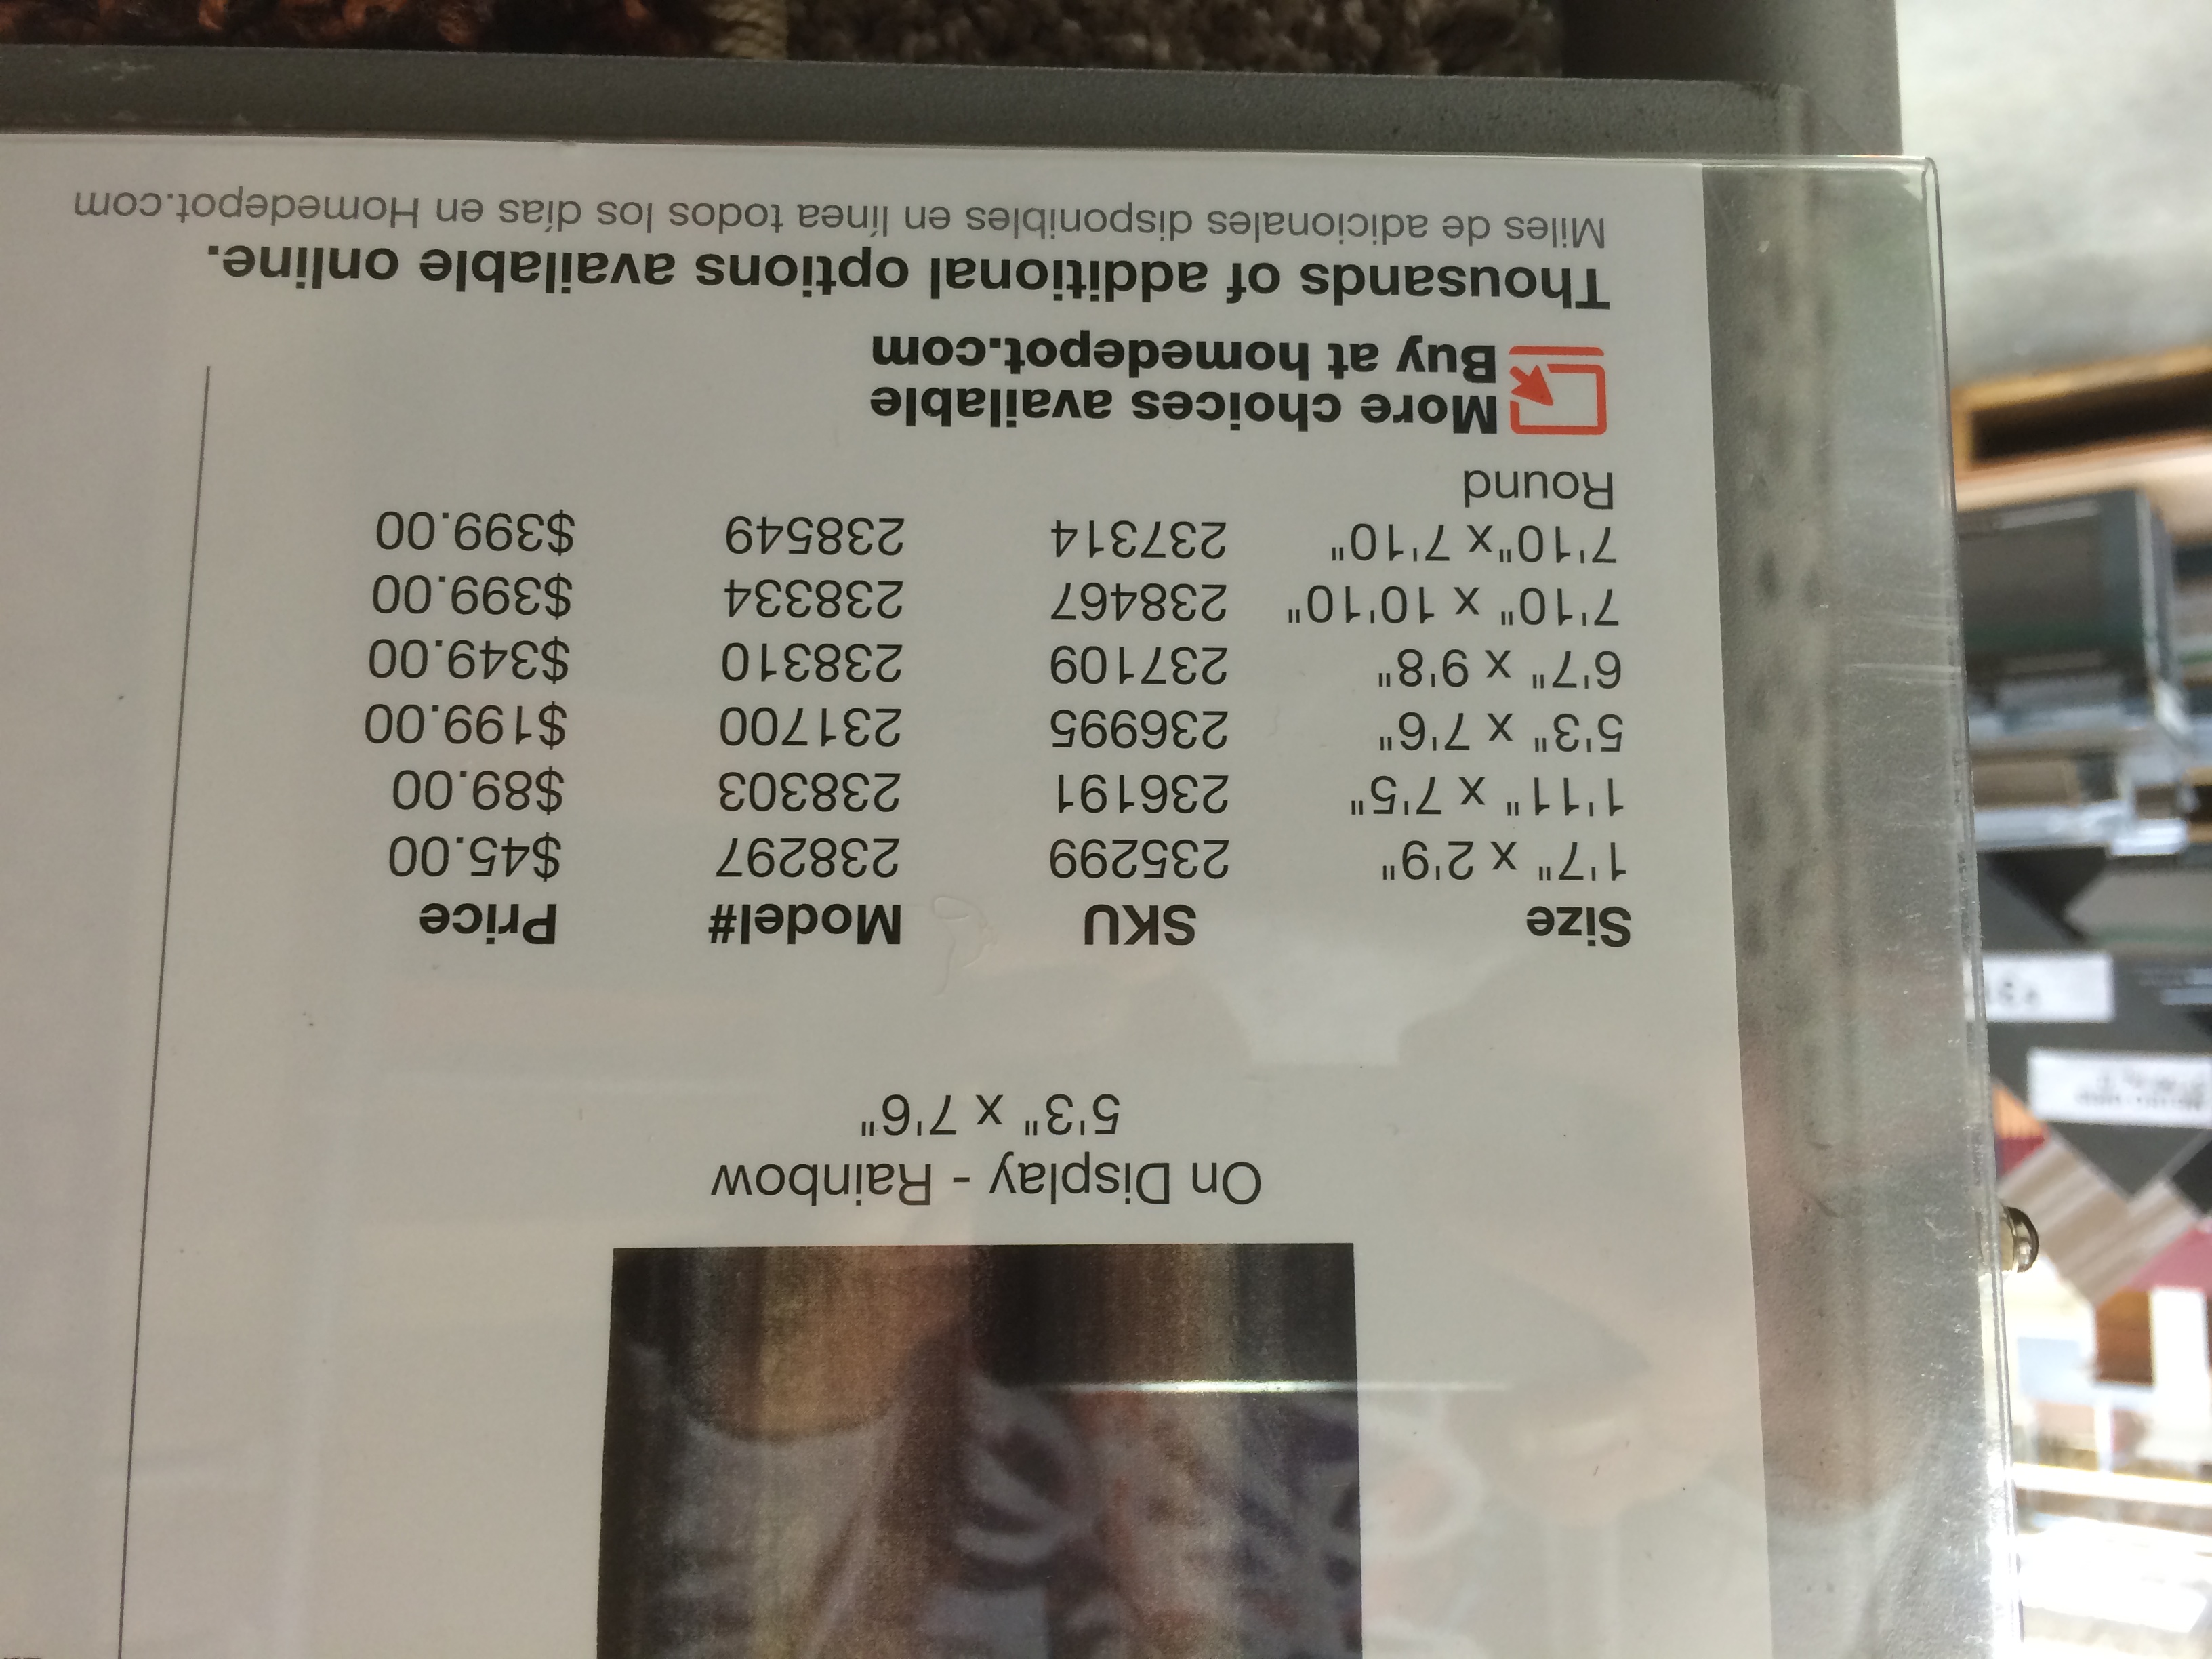 On Display - Rainbow
5'3" x 7'6"
Size SKU Model# Price
1'7" x 2'9" 235299 238297 $45.00
1'11" x 7'5" 236191 238303 $89.00
5'3" x 7'6" 236995 231700 $199.00
6'7" x 9'8" 237109 238310 $349.00
7'10" x 10'10" 238467 238334 $399.00
7'10"x 7'10" 237314 238549 $399.00
Round
More choices available
Buy at homedepot.com
Thousands of additional options available online.
Miles de adicionales disponibles en línea todos los días en Homedepot.com